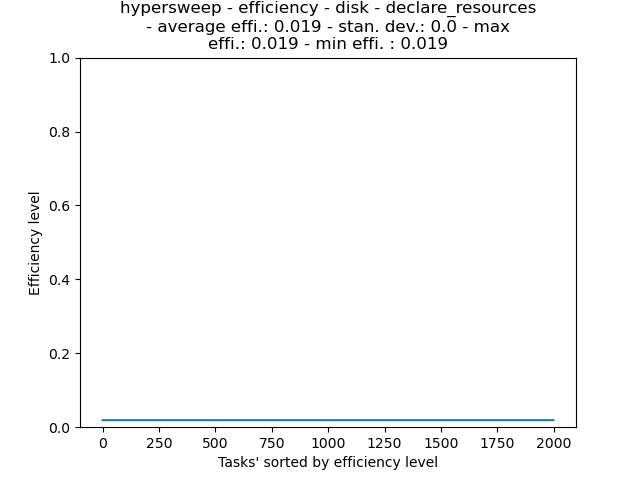 hypersweep - efficiency - disk - declare_resources
- average effi.: 0.019 - stan. dev.: 0.0 - max
effi.: 0.019 - min effi. : 0.019
1.0
0.8
0.6
0.4
0.2
0.0
Efficiency level
0 250 500 750 1000 1250 1500 1750 2000
Tasks' sorted by efficiency level